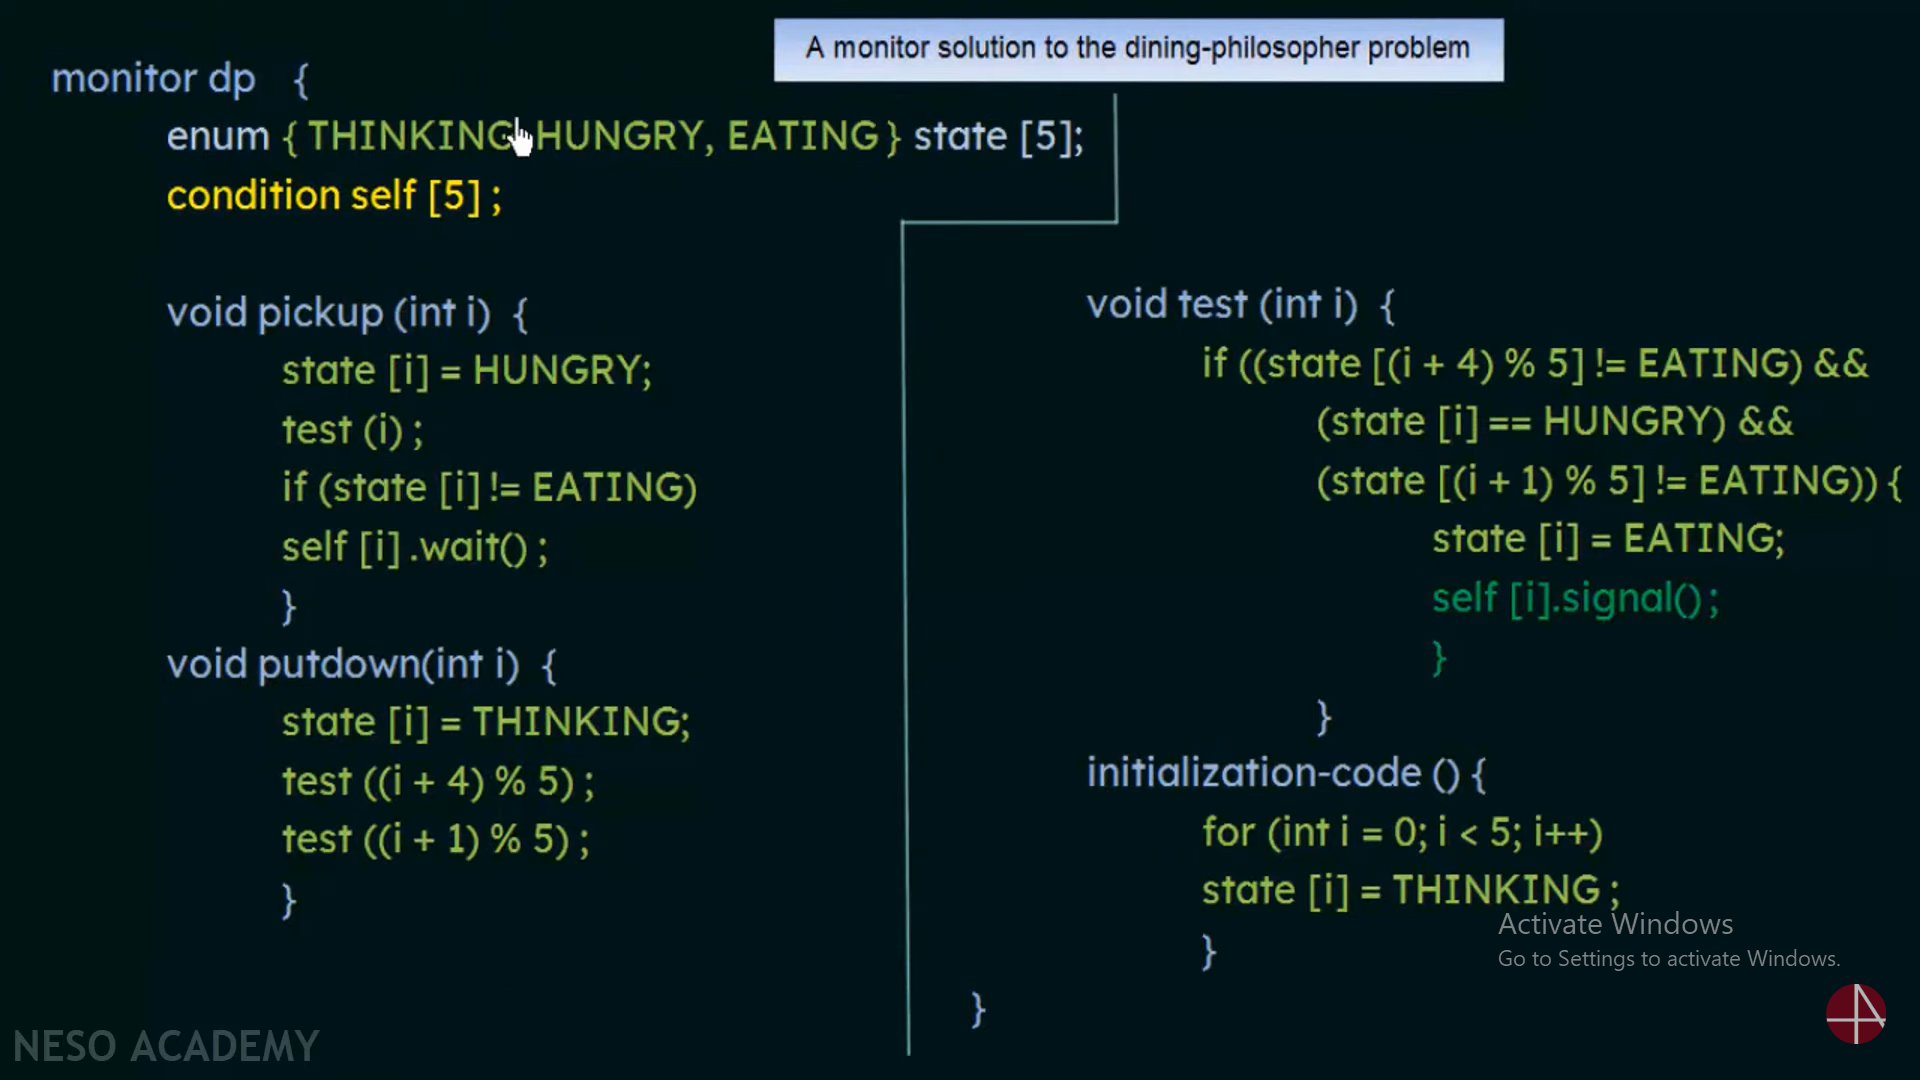 A monitor solution to the dining-philosopher problem
monitor dp {
enum { THINKING HUNGRY, EATING } state [5];
condition self [5] ;
void pickup (int i) {
state [i] = HUNGRY;
test (i) ;
if (state [i] != EATING)
self [i] .wait() ;
}
void putdown(int i) {
state [i] = THINKING;
test ((i + 4) % 5) ;
test ((i + 1) % 5) ;
}
void test (int i) {
if ((state [(i + 4) % 5] != EATING) &&
(state [i] == HUNGRY) &&
(state [(i + 1) % 5] != EATING)) {
state [i] = EATING;
self [i].signal() ;
}
}
initialization-code () {
for (int i = 0; i < 5; i++)
state [i] = THINKING ;
}
}
Activate Windows
Go to Settings to activate Windows.
NESO ACADEMY